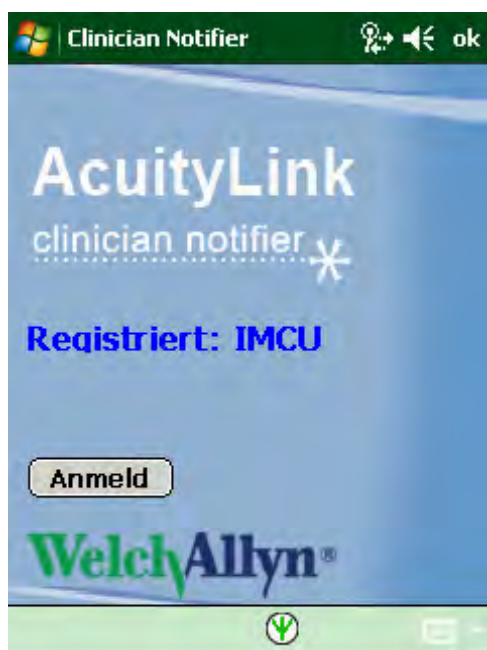 Clinician Notifier ok
AcuityLink
clinician notifier
Registriert: IMCU
Anmeld
WelchAllyn®